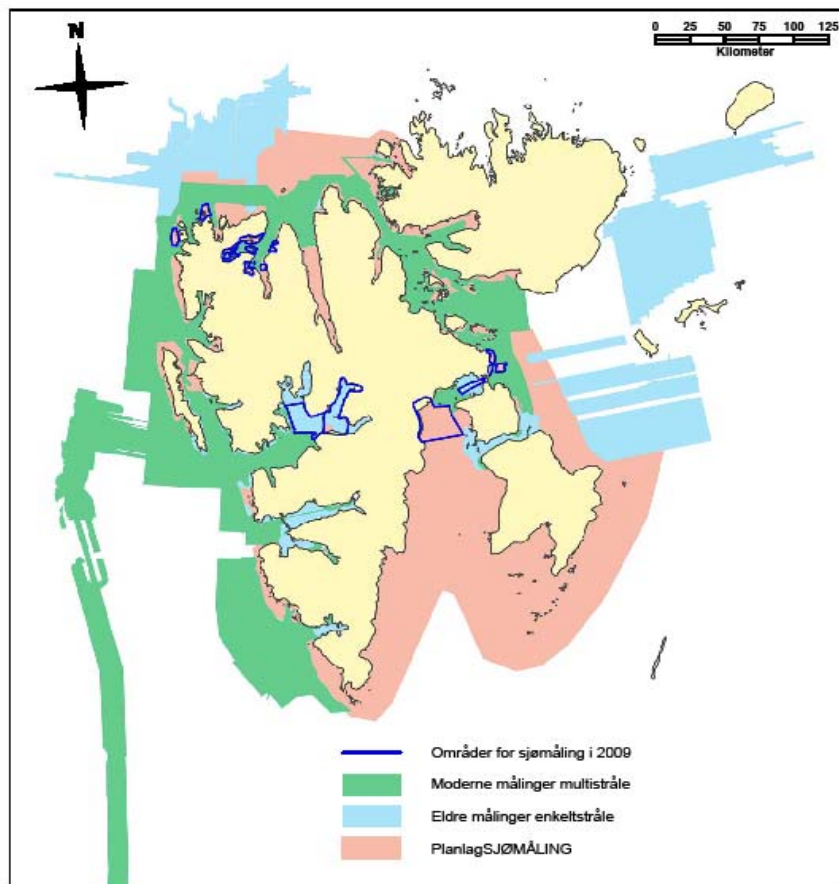 N
0 25 50 75 100 125
Kilometer
Områder for sjømåling i 2009
Moderne målinger multistråle
Eldre målinger enkeltstråle
PlanlagSJØMÅLING